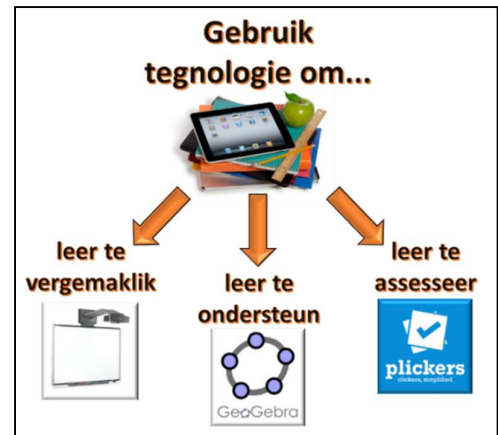 Gebruik
tegnologie om...
leer te
vergemaklik
leer te
ondersteun
GeoGebra
leer te
assesseer
plickers
clickers, simplified